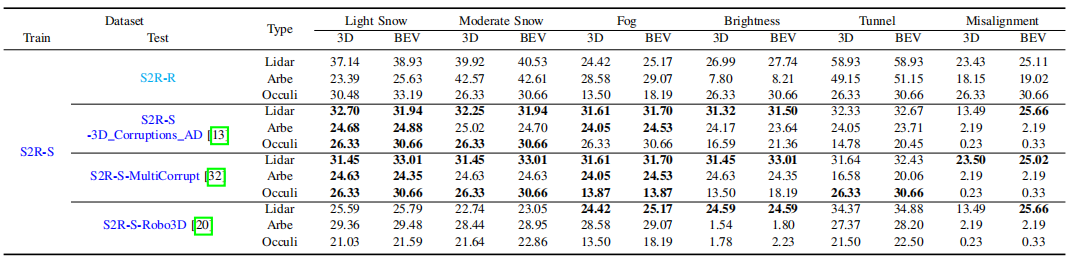 Dataset Type Light Snow Moderate Snow Fog Brightness Tunnel Misalignment
Train Test 3D BEV 3D BEV 3D BEV 3D BEV 3D BEV 3D BEV
S2R-S S2R-R Lidar 37.14 38.93 39.92 40.53 24.42 25.17 26.99 27.74 58.93 58.93 23.43 25.11
Arbe 23.39 25.63 42.57 42.61 28.58 29.07 7.80 8.21 49.15 51.15 18.15 19.02
Occuli 30.48 33.19 26.33 30.66 13.50 18.19 26.33 30.66 26.33 30.66 26.33 30.66
S2R-S -3D_Corruptions_AD [13] Lidar 32.70 31.94 32.25 31.94 31.61 31.70 31.32 31.50 32.33 32.67 13.49 25.66
Arbe 24.68 24.88 25.02 24.70 24.05 24.53 24.17 23.64 24.05 23.71 2.19 2.19
Occuli 26.33 30.66 26.33 30.66 26.33 30.66 16.59 21.36 14.78 20.45 0.23 0.33
S2R-S-MultiCorrupt [32] Lidar 31.45 33.01 31.45 33.01 31.61 31.70 31.45 33.01 31.64 32.43 23.50 25.02
Arbe 24.63 24.35 24.63 24.63 24.05 24.53 24.63 24.35 16.58 20.06 2.19 2.19
Occuli 26.33 30.66 26.33 30.66 13.87 13.87 13.50 18.19 26.33 30.66 0.23 0.33
S2R-S-Robo3D [20] Lidar 25.59 25.79 22.74 23.05 24.42 25.17 24.59 24.59 34.37 34.88 13.49 25.66
Arbe 29.36 29.48 28.44 28.95 28.58 29.07 1.54 1.80 27.37 28.20 2.19 2.19
Occuli 21.03 21.59 21.64 22.86 13.50 18.19 1.78 2.23 21.50 22.50 0.23 0.33